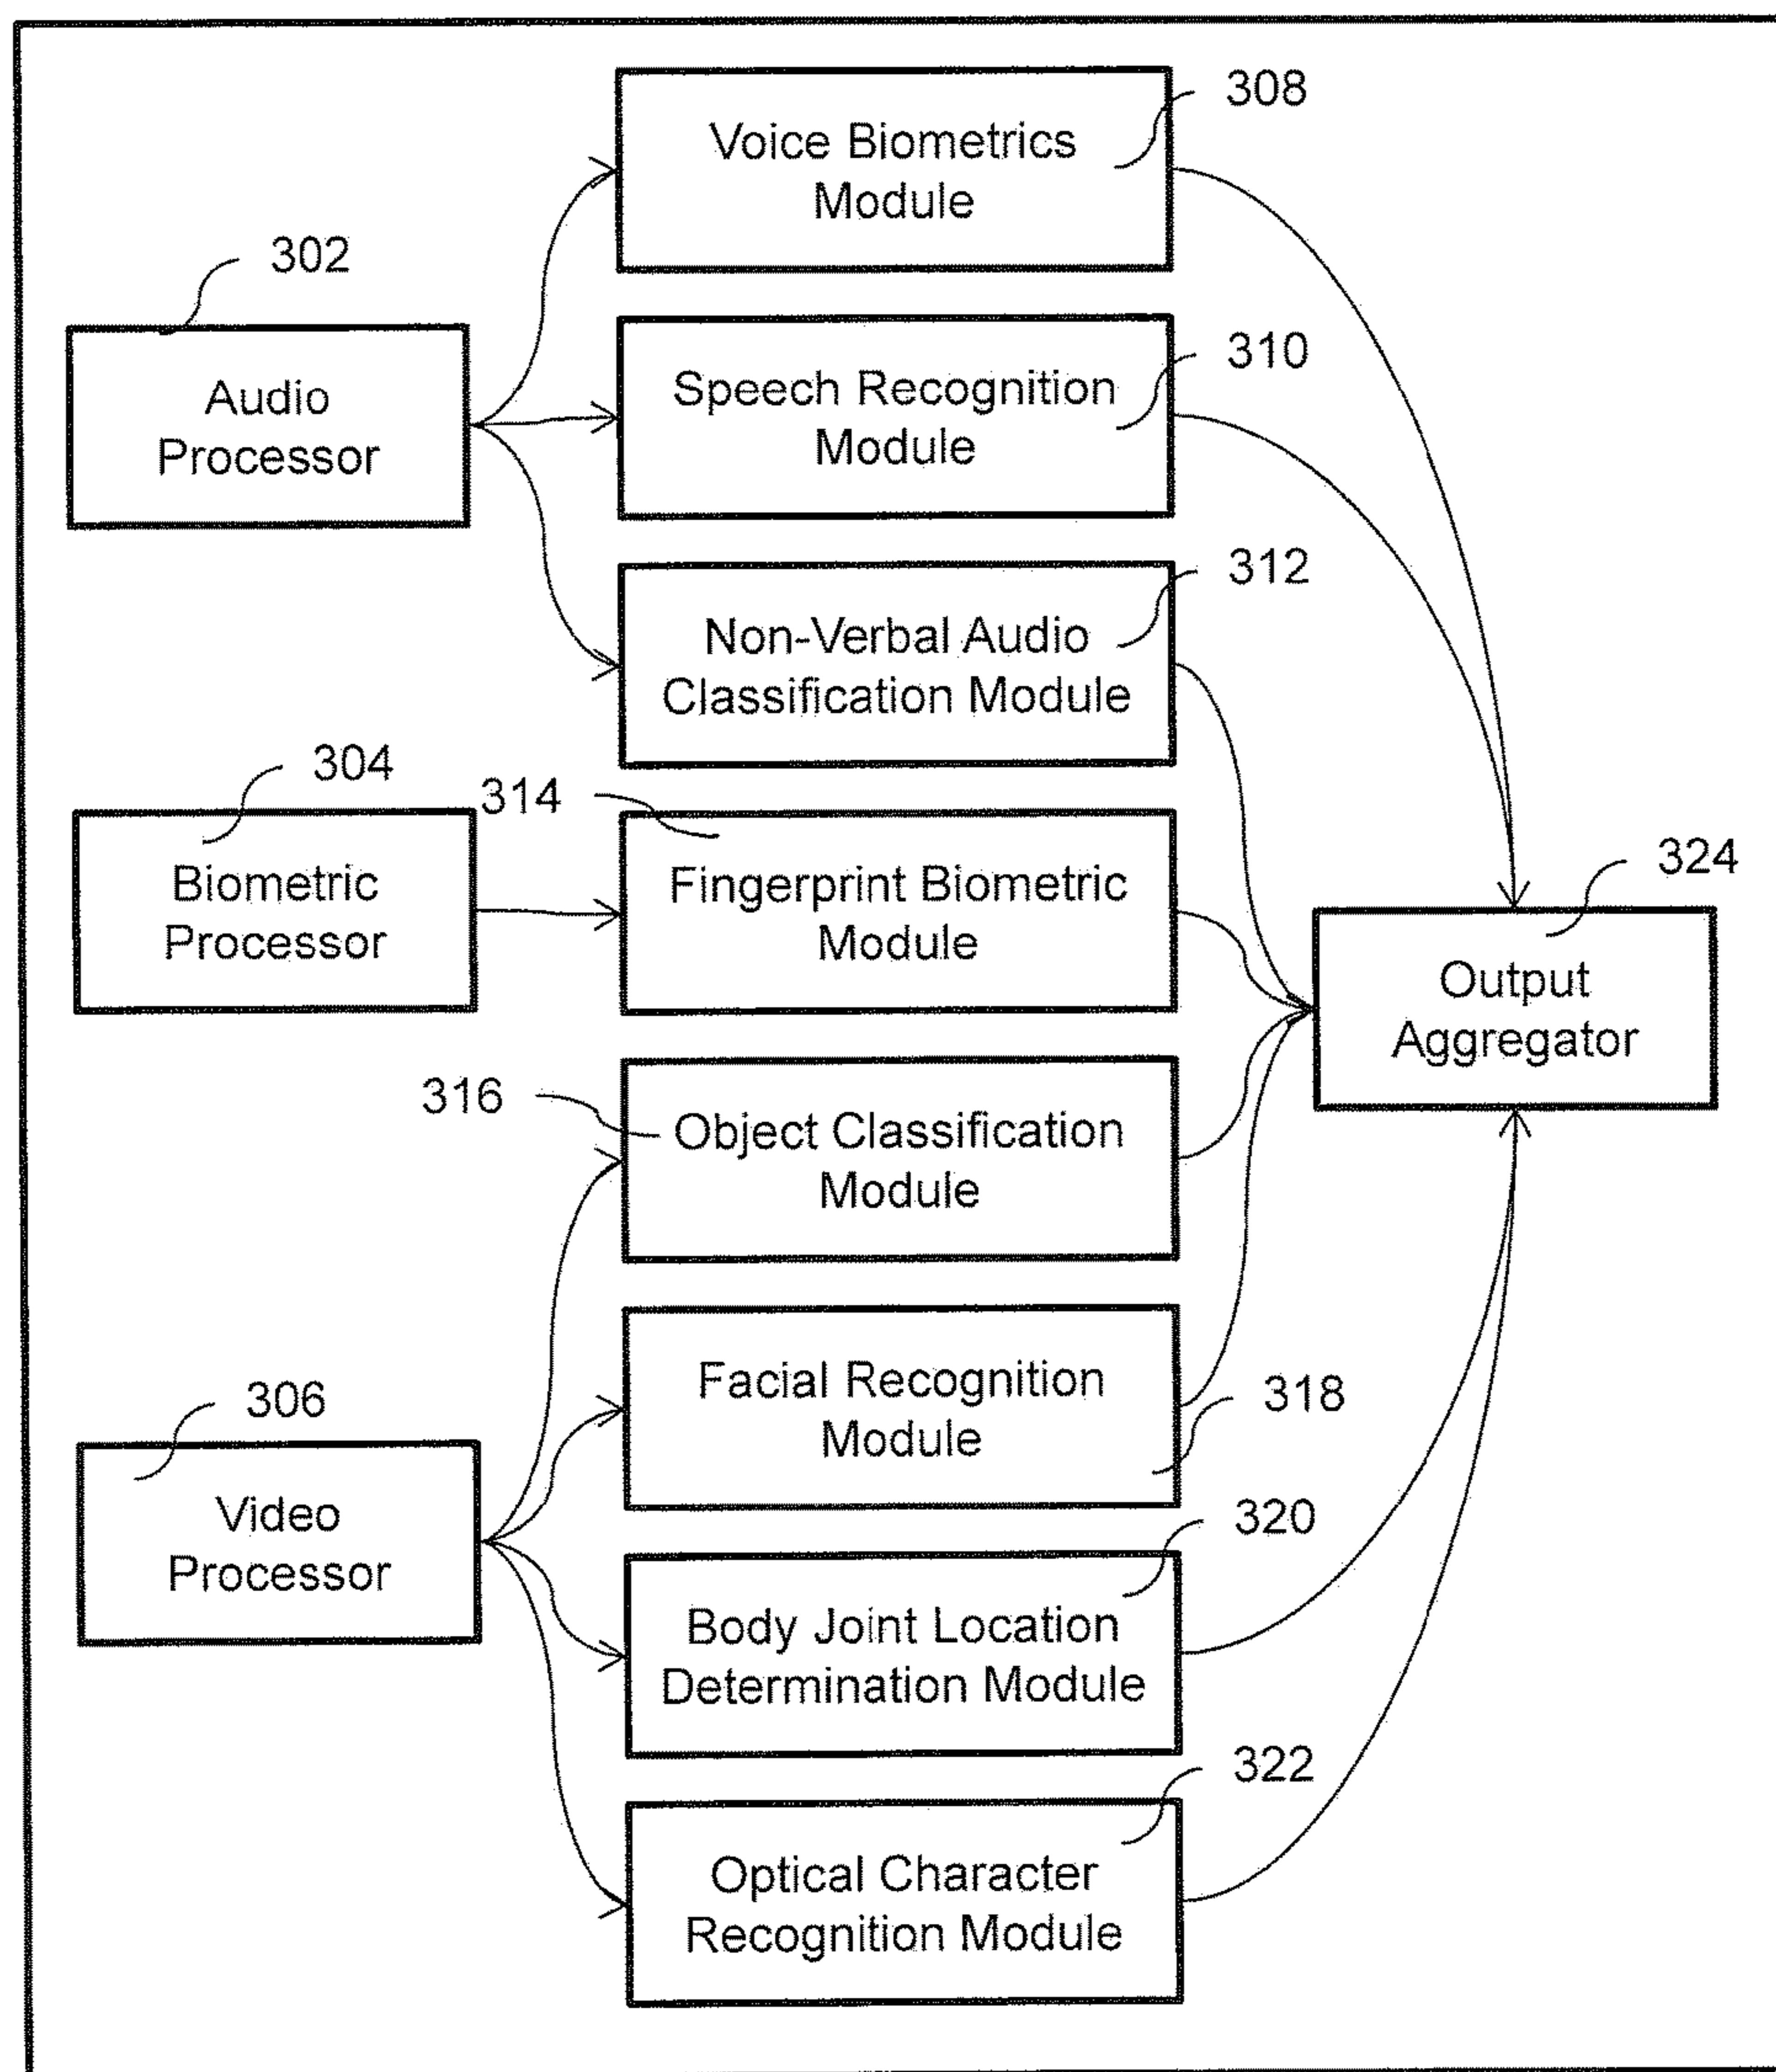 308
Voice Biometrics
Module
302
Audio
Processor
310
Speech Recognition
Module
312
Non-Verbal Audio
Classification Module
304
Biometric
Processor
314
Fingerprint Biometric
Module
324
Output
Aggregator
316
Object Classification
Module
306
Video
Processor
Facial Recognition
Module
318
320
Body Joint Location
Determination Module
322
Optical Character
Recognition Module